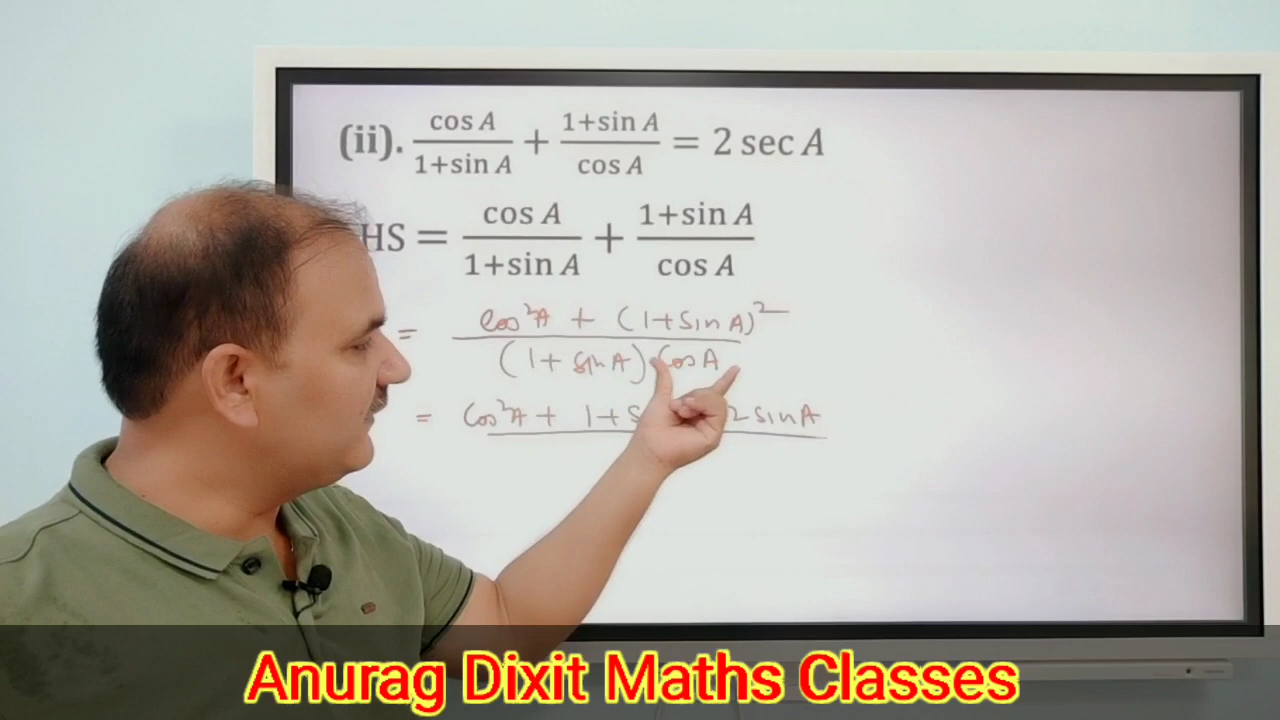 (ii). cos A/1+sin A + 1+sin A/cos A = 2 sec A
HS = cos A/1+sin A + 1+sin A/cos A
= cos²A + (1+sin A)²
(1+ sin A) cos A
= cos²A + 1+s 2 sin A
Anurag Dixit Maths Classes